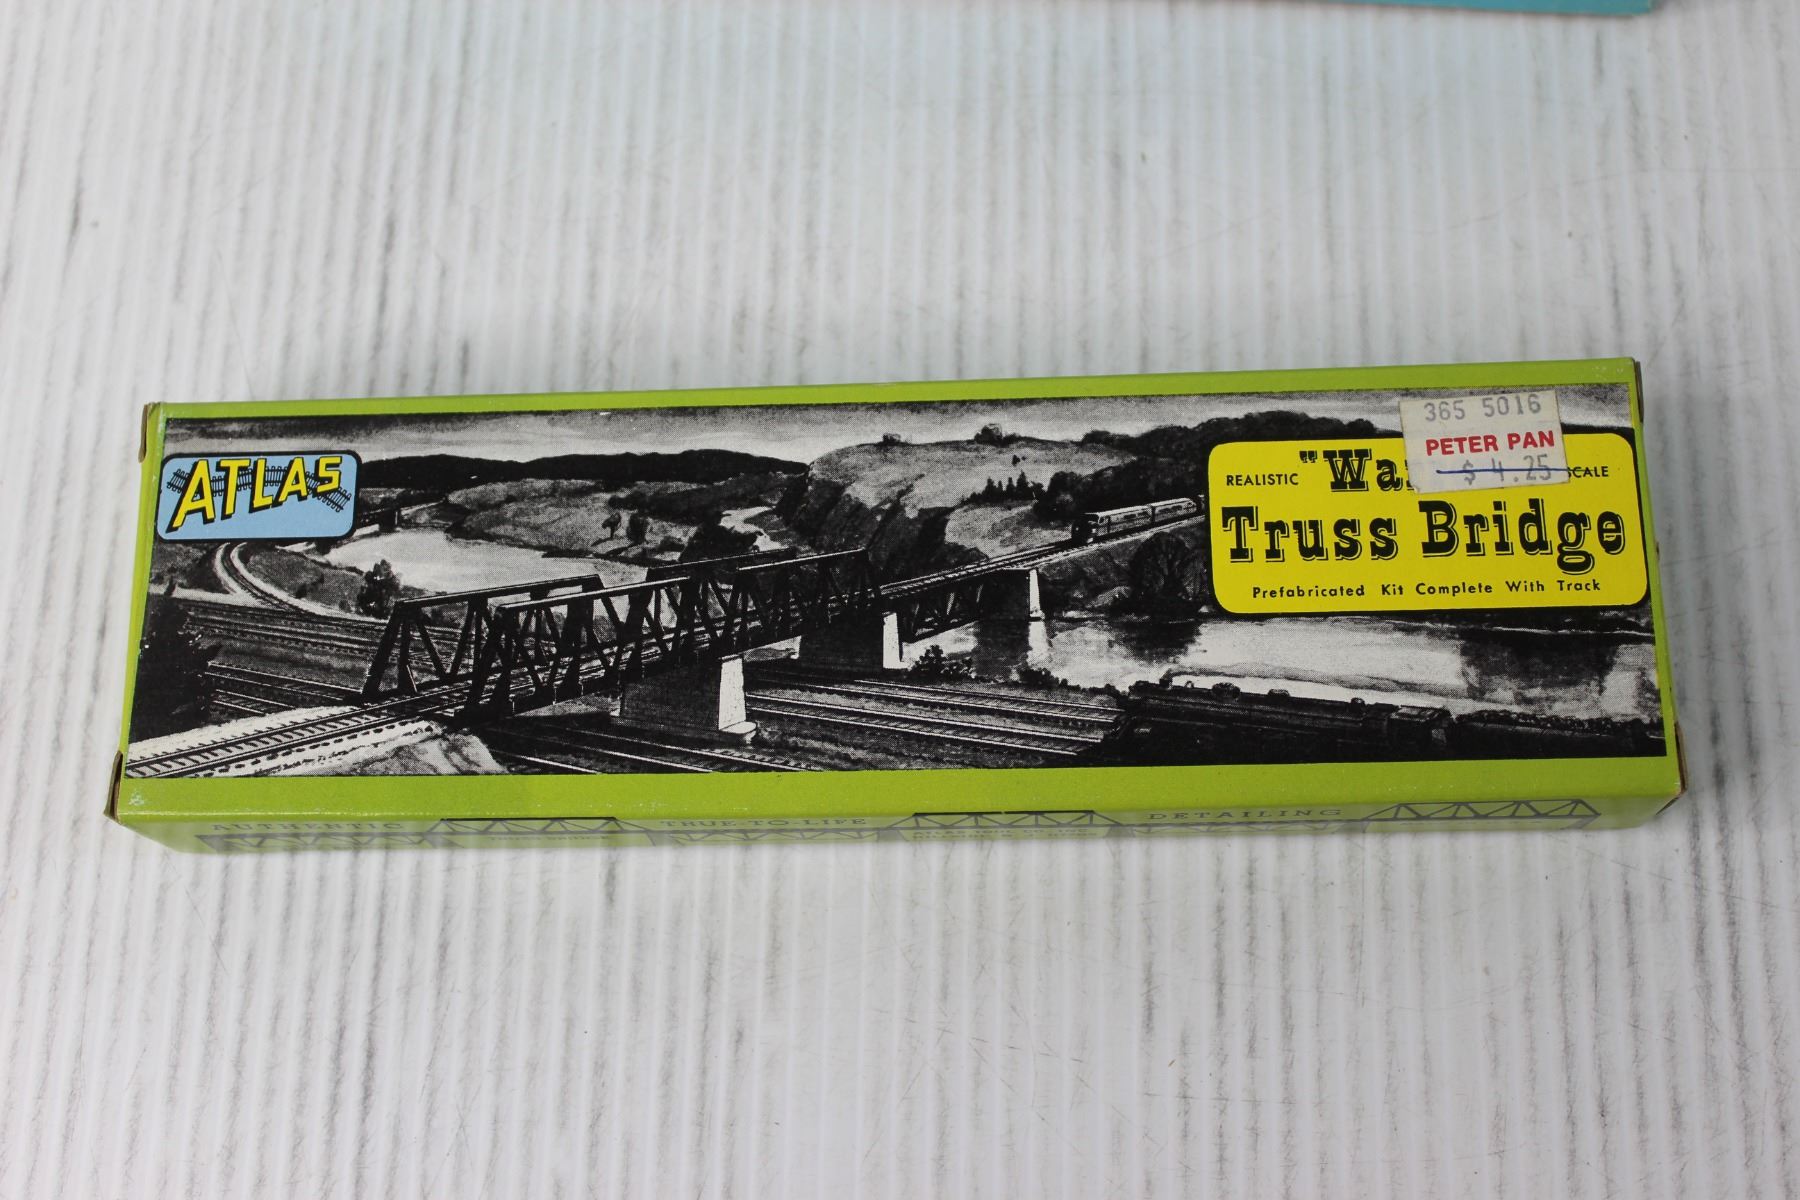 ATLAS
365 5016
PETER PAN
$ 4.25
REALISTIC "Wa SCALE
Truss Bridge
Prefabricated Kit Complete With Track
AUTHENTIC TRUE-TO-LIFE DETAILING